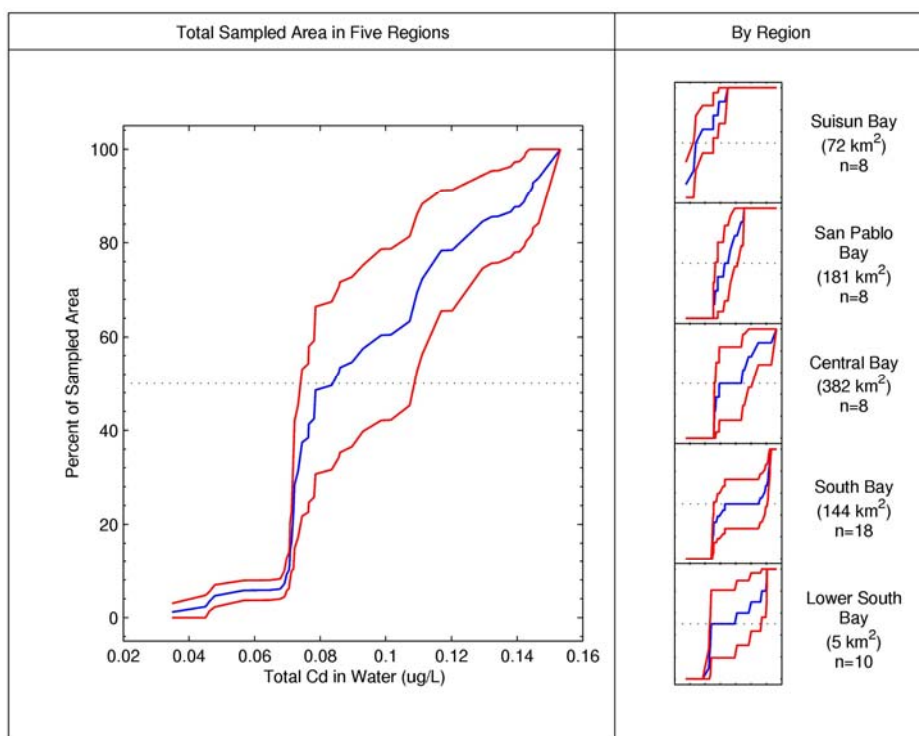 Total Sampled Area in Five Regions
By Region
100
80
60
40
20
0
Percent of Sampled Area
0.02 0.04 0.06 0.08 0.10 0.12 0.14 0.16
Total Cd in Water (ug/L)
Suisun Bay
(72 km²)
n=8
San Pablo
Bay
(181 km²)
n=8
Central Bay
(382 km²)
n=8
South Bay
(144 km²)
n=18
Lower South
Bay
(5 km²)
n=10